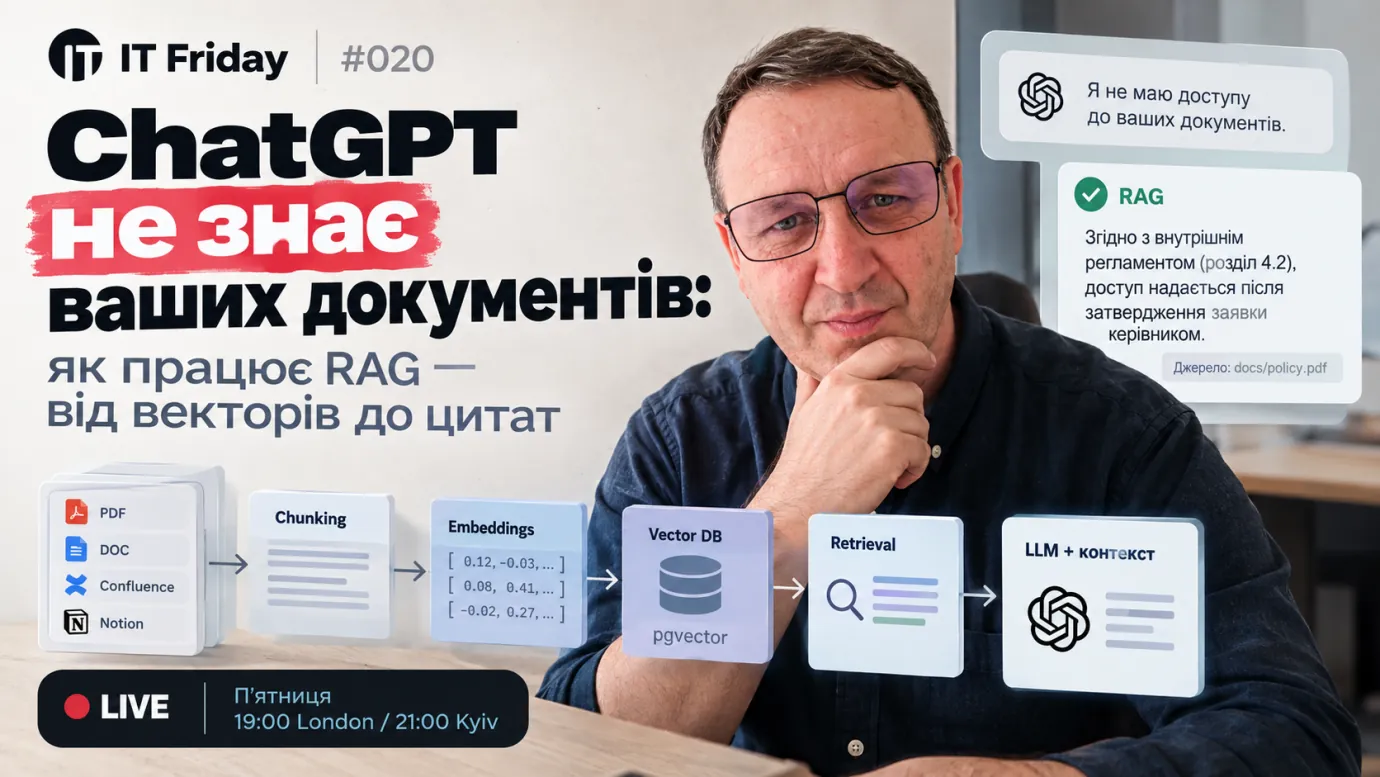 IT Friday #020
ChatGPT
не знає
ваших документів:
як працює RAG —
від векторів до цитат
Я не маю доступу
до ваших документів.
RAG
Згідно з внутрішнім
регламентом (розділ 4.2),
доступ надається після
затвердження заявки
керівником.
Джерело: docs/policy.pdf
PDF
DOC
Confluence
Notion
Chunking
Embeddings
[ 0.12, -0.03, ... ]
[ 0.08, 0.41, ... ]
[ -0.02, 0.27, ... ]
Vector DB
pgvector
Retrieval
LLM + контекст
LIVE
П'ятниця
19:00 London / 21:00 Kyiv